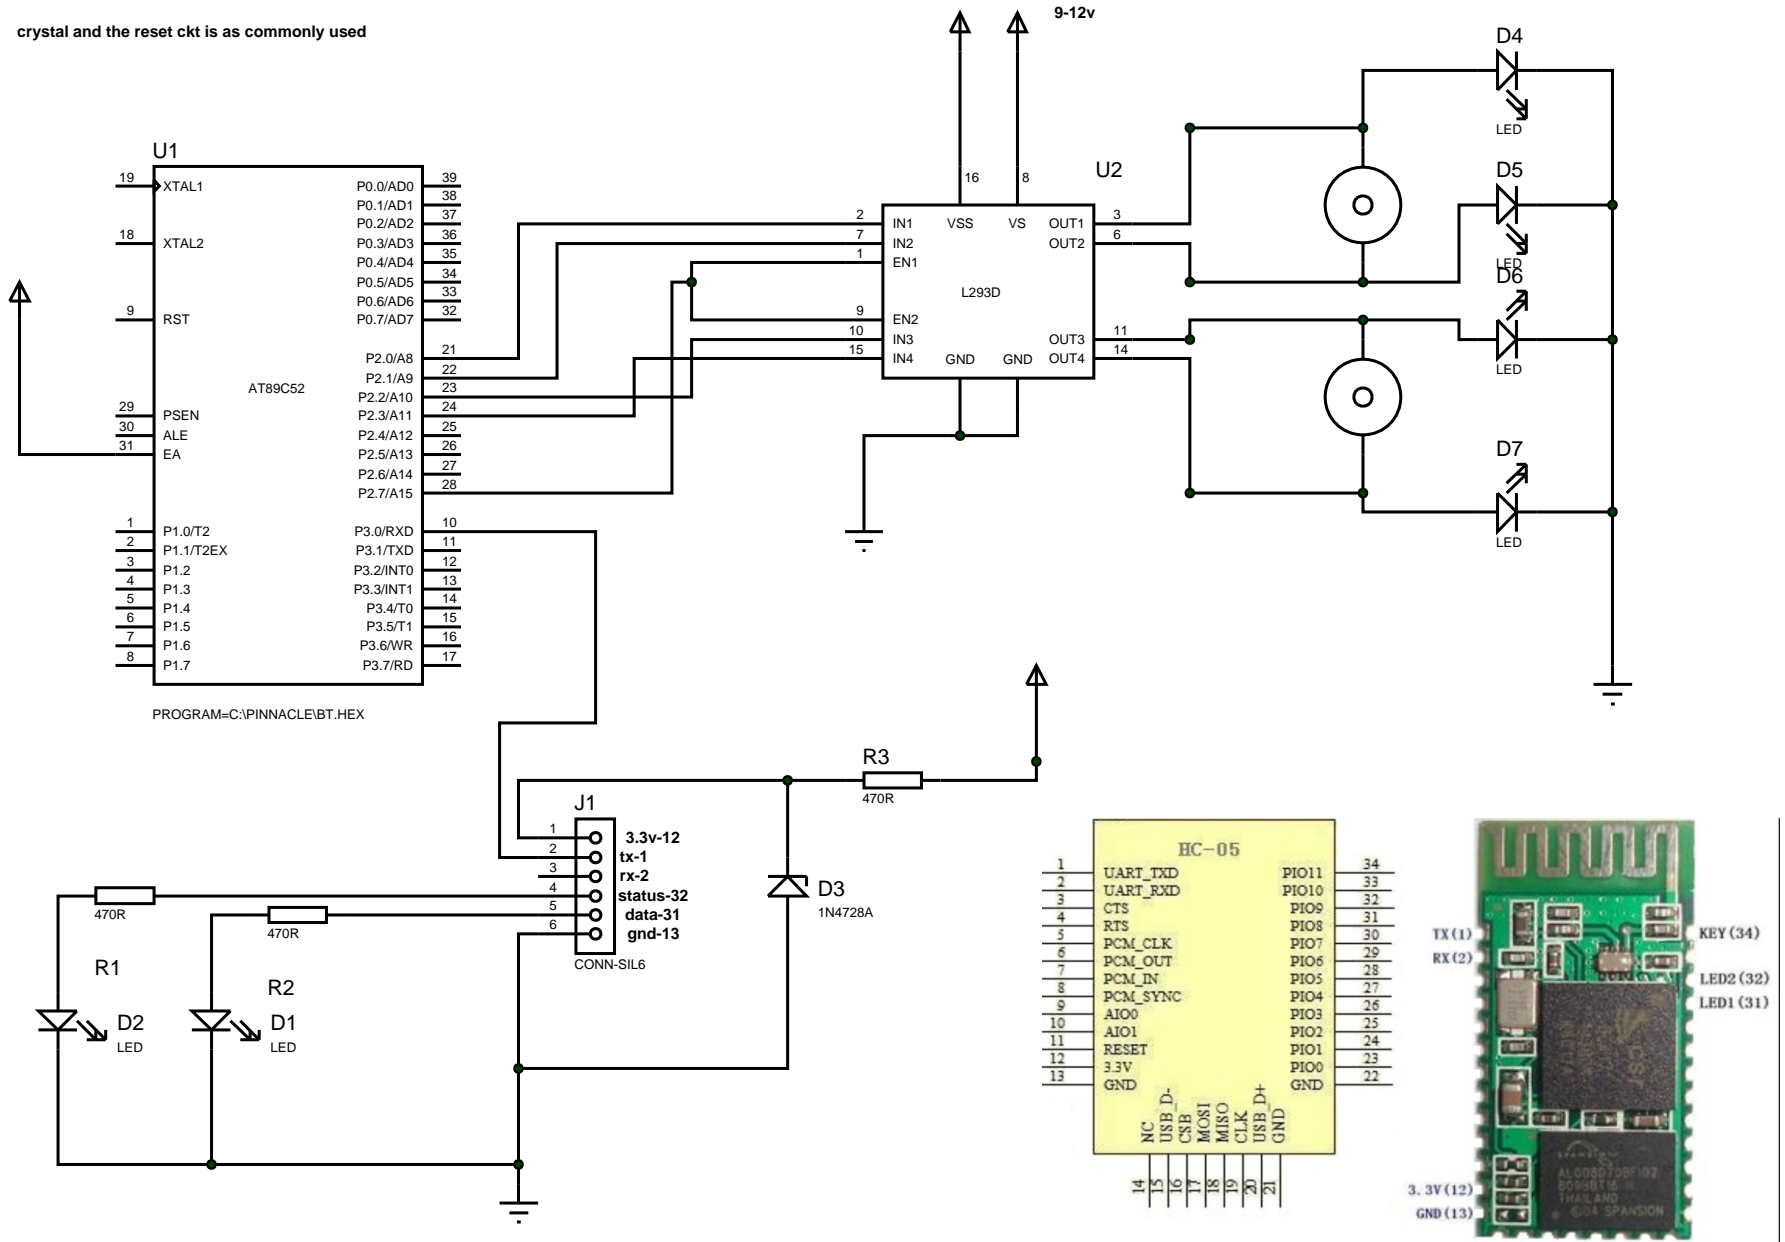 crystal and the reset ckt is as commonly used
9-12v
U1
19 XTAL1
18 XTAL2
9 RST
29 PSEN
30 ALE
31 EA
1 P1.0/T2
2 P1.1/T2EX
3 P1.2
4 P1.3
5 P1.4
6 P1.5
7 P1.6
8 P1.7
AT89C52
P0.0/AD0 39
P0.1/AD1 38
P0.2/AD2 37
P0.3/AD3 36
P0.4/AD4 35
P0.5/AD5 34
P0.6/AD6 33
P0.7/AD7 32
P2.0/A8 21
P2.1/A9 22
P2.2/A10 23
P2.3/A11 24
P2.4/A12 25
P2.5/A13 26
P2.6/A14 27
P2.7/A15 28
P3.0/RXD 10
P3.1/TXD 11
P3.2/INT0 12
P3.3/INT1 13
P3.4/T0 14
P3.5/T1 15
P3.6/WR 16
P3.7/RD 17
PROGRAM=C:\PINNACLE\BT.HEX
U2
16 8
VSS VS
2 IN1
7 IN2
1 EN1
9 EN2
10 IN3
15 IN4
L293D
GND GND
OUT1 3
OUT2 6
OUT3 11
OUT4 14
D4
LED
D5
LED
D6
LED
D7
LED
R3
470R
J1
1 3.3v-12
2 tx-1
3 rx-2
4 status-32
5 data-31
6 gnd-13
CONN-SIL6
D3
1N4728A
470R
470R
R1
R2
D2
LED
D1
LED
HC-05
1 UART_TXD
2 UART_RXD
3 CTS
4 RTS
5 PCM_CLK
6 PCM_OUT
7 PCM_IN
8 PCM_SYNC
9 AIO0
10 AIO1
11 RESET
12 3.3V
13 GND
PIO11 34
PIO10 33
PIO9 32
PIO8 31
PIO7 30
PIO6 29
PIO5 28
PIO4 27
PIO3 26
PIO2 25
PIO1 24
PIO0 23
GND 22
NC
USB_D-
CSB
MOSI
MISO
CLK
USB_D+
GND
14
15
16
17
18
19
20
21
TX(1)
RX(2)
3.3V(12)
GND(13)
KEY(34)
LED2(32)
LED1(31)
csr
THAILAND
04 SPANSION